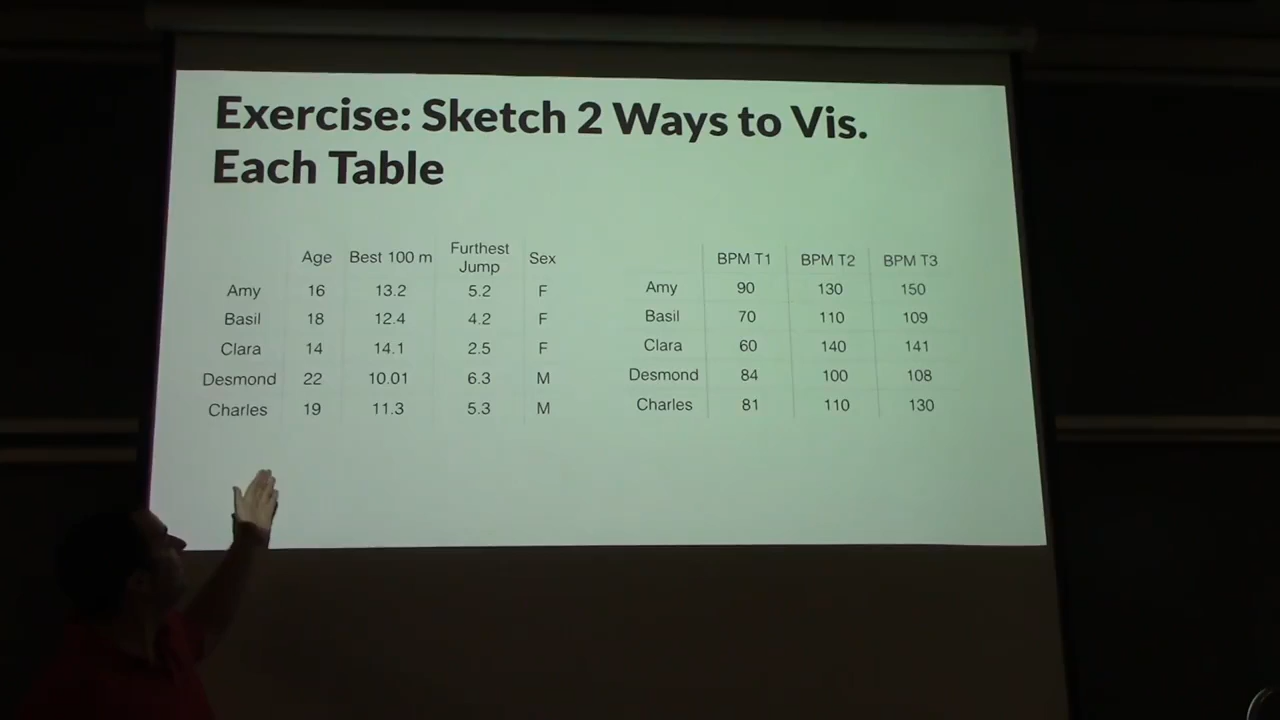 Exercise: Sketch 2 Ways to Vis.
Each Table
Age Best 100 m Furthest Jump Sex
Amy 16 13.2 5.2 F
Basil 18 12.4 4.2 F
Clara 14 14.1 2.5 F
Desmond 22 10.01 6.3 M
Charles 19 11.3 5.3 M
BPM T1 BPM T2 BPM T3
Amy 90 130 150
Basil 70 110 109
Clara 60 140 141
Desmond 84 100 108
Charles 81 110 130